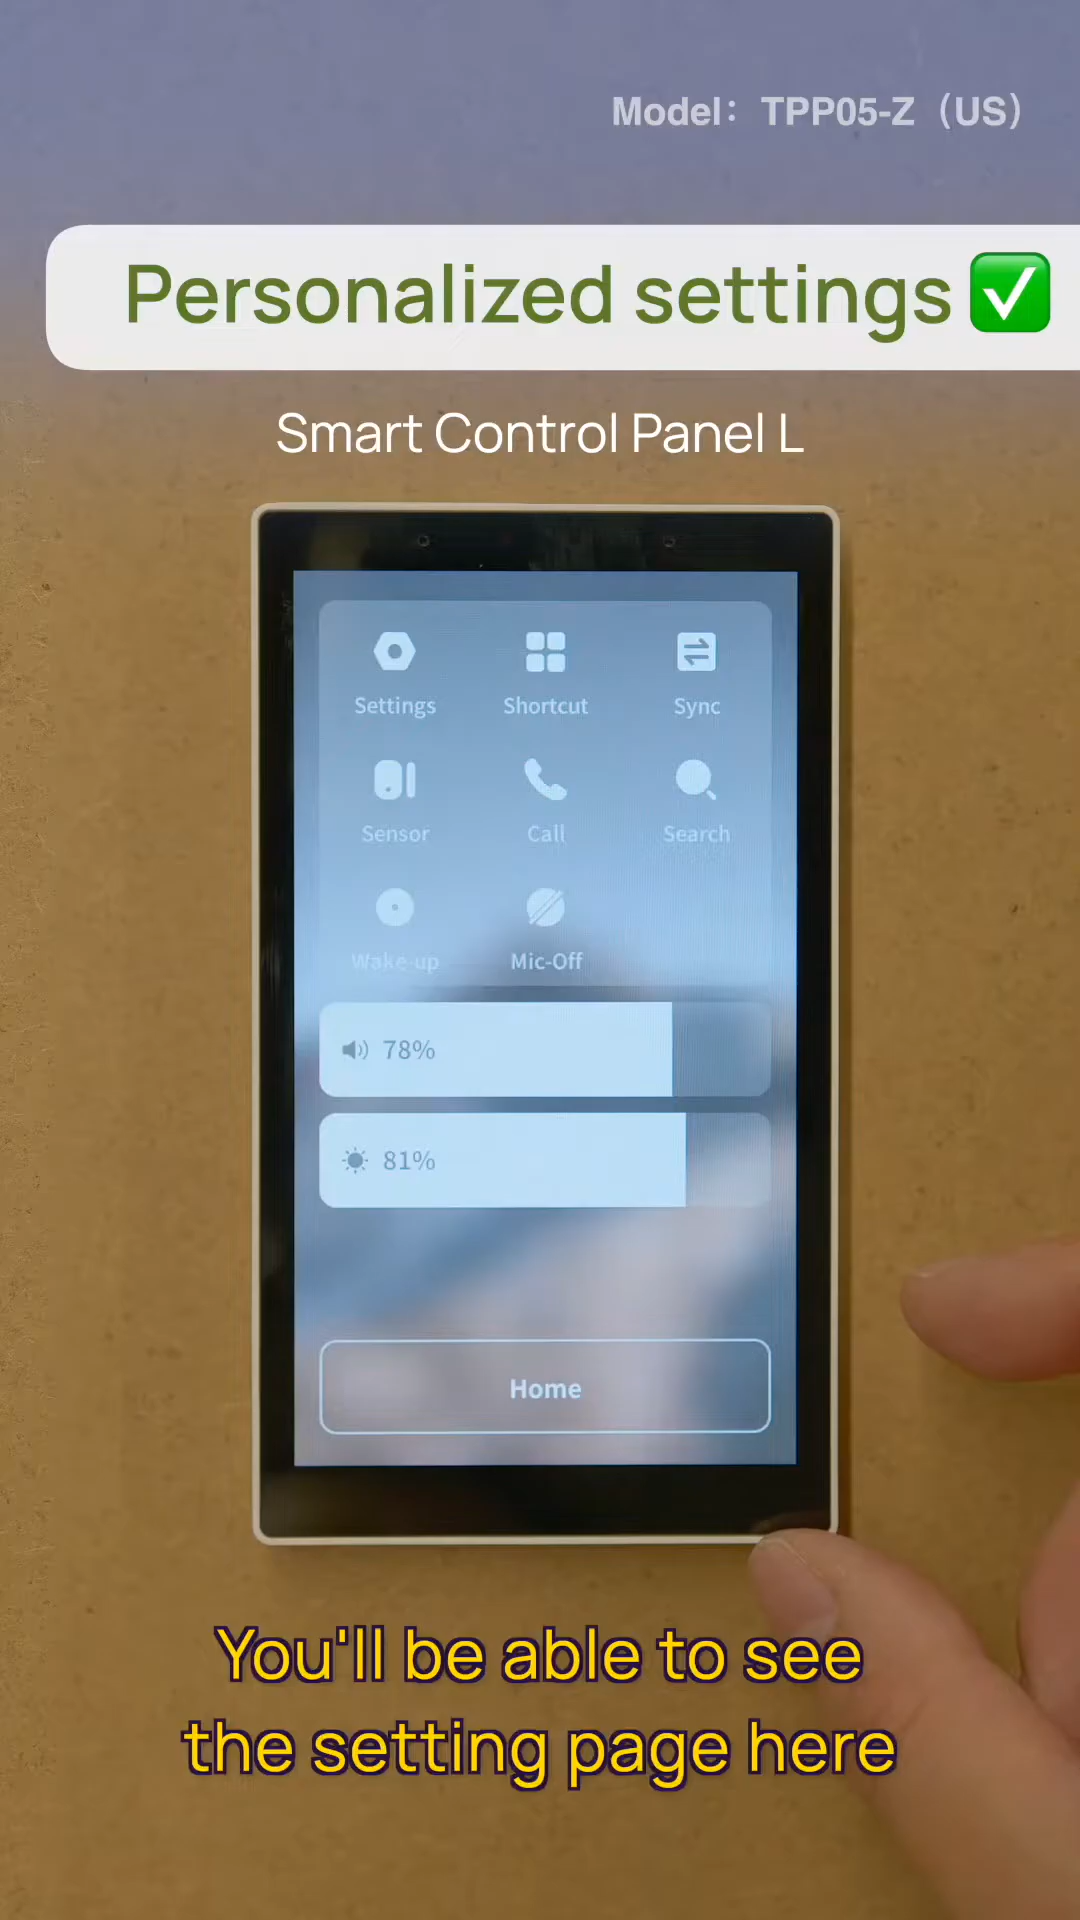 Model: TPP05-Z (US)
Personalized settings ✅
Smart Control Panel L
Settings Shortcut Sync
Sensor Call Search
Wake-up Mic-Off
78%
81%
Home
You'll be able to see
the setting page here